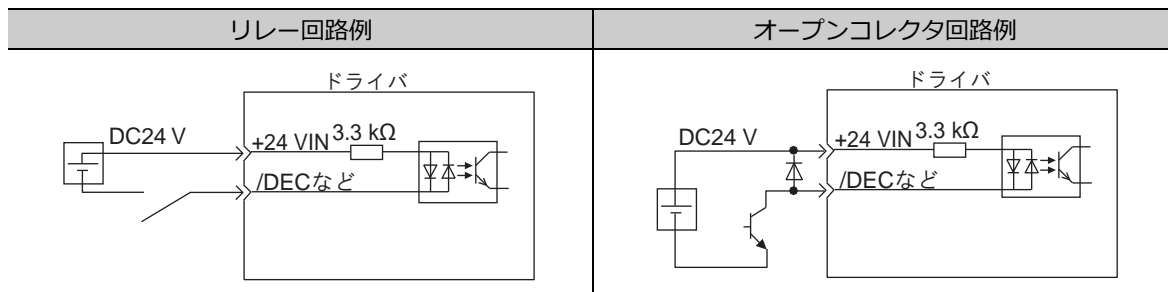 リレー回路例
オープンコレクタ回路例
ドライバ
DC24 V
+24 VIN
3.3 kΩ
/DECなど
ドライバ
DC24 V
+24 VIN
3.3 kΩ
/DECなど